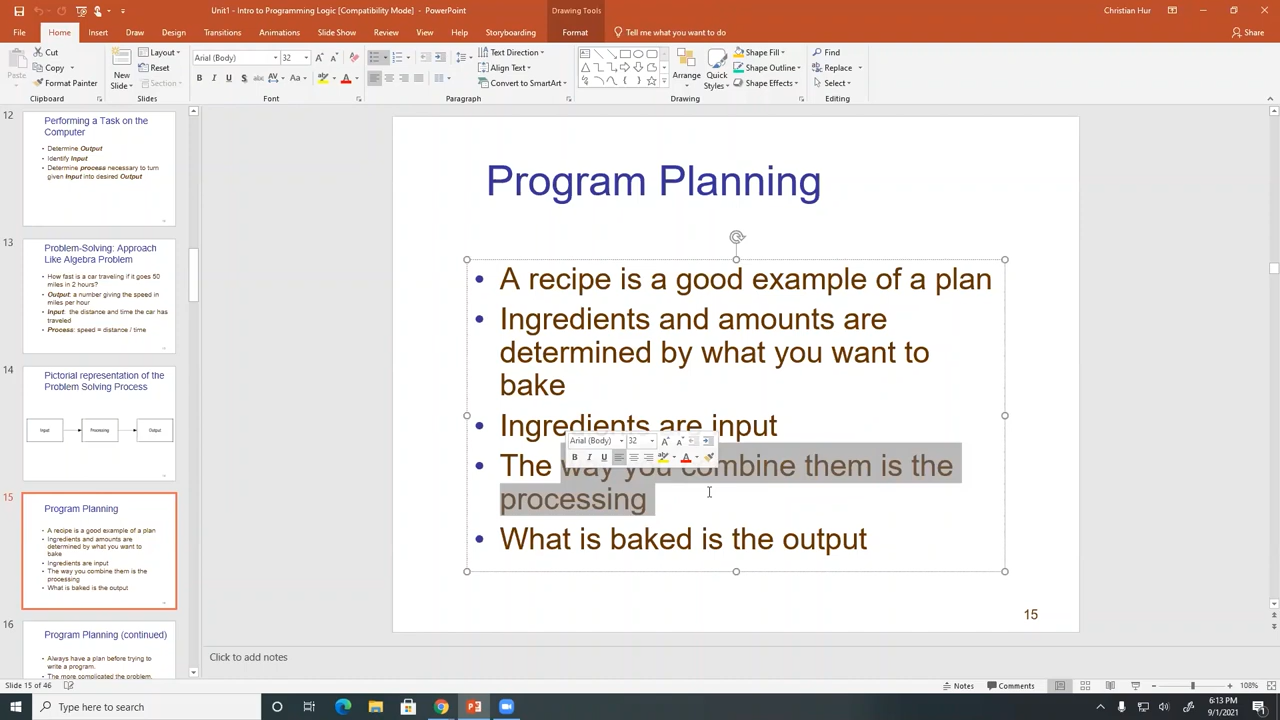 Unit1 - Intro to Programming Logic [Compatibility Mode] - PowerPoint
Drawing Tools
Christian Hur
File Home Insert Draw Design Transitions Animations Slide Show Review View Help Storyboarding Format Tell me what you want to do Share
Paste
Cut
Copy
Format Painter
Clipboard
New
Slide
Layout
Reset
Section
Slides
Arial (Body) 32
Font
Text Direction
Align Text
Convert to SmartArt
Paragraph
Arrange
Quick
Styles
Shape Fill
Shape Outline
Shape Effects
Drawing
Find
Replace
Select
Editing
12
Performing a Task on the
Computer
• Determine Output
• Identify Input
• Determine process necessary to turn
given Input into desired Output
13
Problem-Solving: Approach
Like Algebra Problem
• How fast is a car traveling if it goes 50
miles in 2 hours?
• Output: a number giving the speed in
miles per hour
• Input: the distance and time the car has
traveled
• Process: speed = distance / time
14
Pictorial representation of the
Problem Solving Process
Input Processing Output
15
Program Planning
• A recipe is a good example of a plan
• Ingredients and amounts are
determined by what you want to
bake
• Ingredients are input
• The way you combine them is the
processing
• What is baked is the output
16
Program Planning (continued)
• Always have a plan before trying to
write a program.
• The more complicated the problem,
Program Planning
• A recipe is a good example of a plan
• Ingredients and amounts are
determined by what you want to
bake
• Ingredients are input
Arial (Body) 32
• The way you combine them is the
processing
• What is baked is the output
15
Click to add notes
Slide 15 of 46
Notes Comments 108%
Type here to search
6:13 PM
9/1/2021